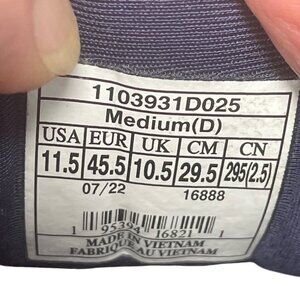 1103931D025
Medium(D)
USA EUR UK CM CN
11.5 45.5 10.5 29.5 295(2.5)
07/22 16888
1 95394 16821 1
MADE IN VIETNAM
FABRIQUE AU VIETNAM